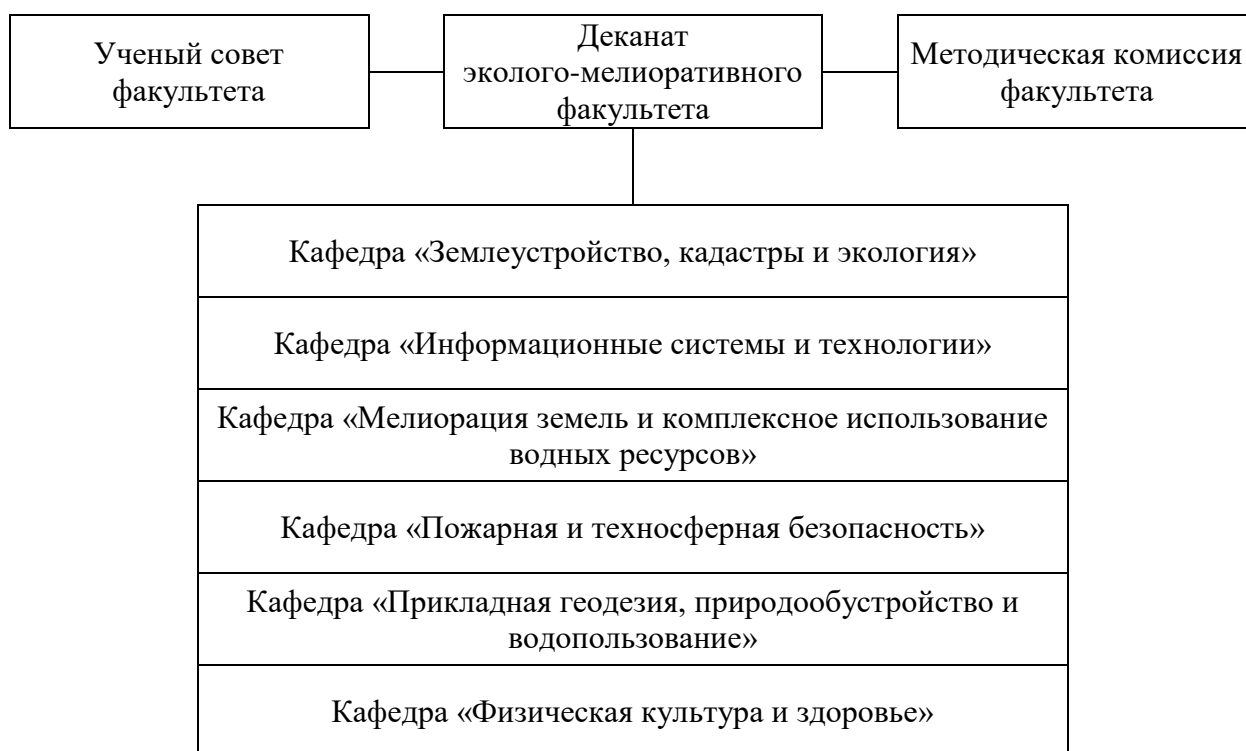 Ученый совет
факультета
Деканат
эколого-мелиоративного
факультета
Методическая комиссия
факультета
Кафедра «Землеустройство, кадастры и экология»
Кафедра «Информационные системы и технологии»
Кафедра «Мелиорация земель и комплексное использование
водных ресурсов»
Кафедра «Пожарная и техносферная безопасность»
Кафедра «Прикладная геодезия, природообустройство и
водопользование»
Кафедра «Физическая культура и здоровье»